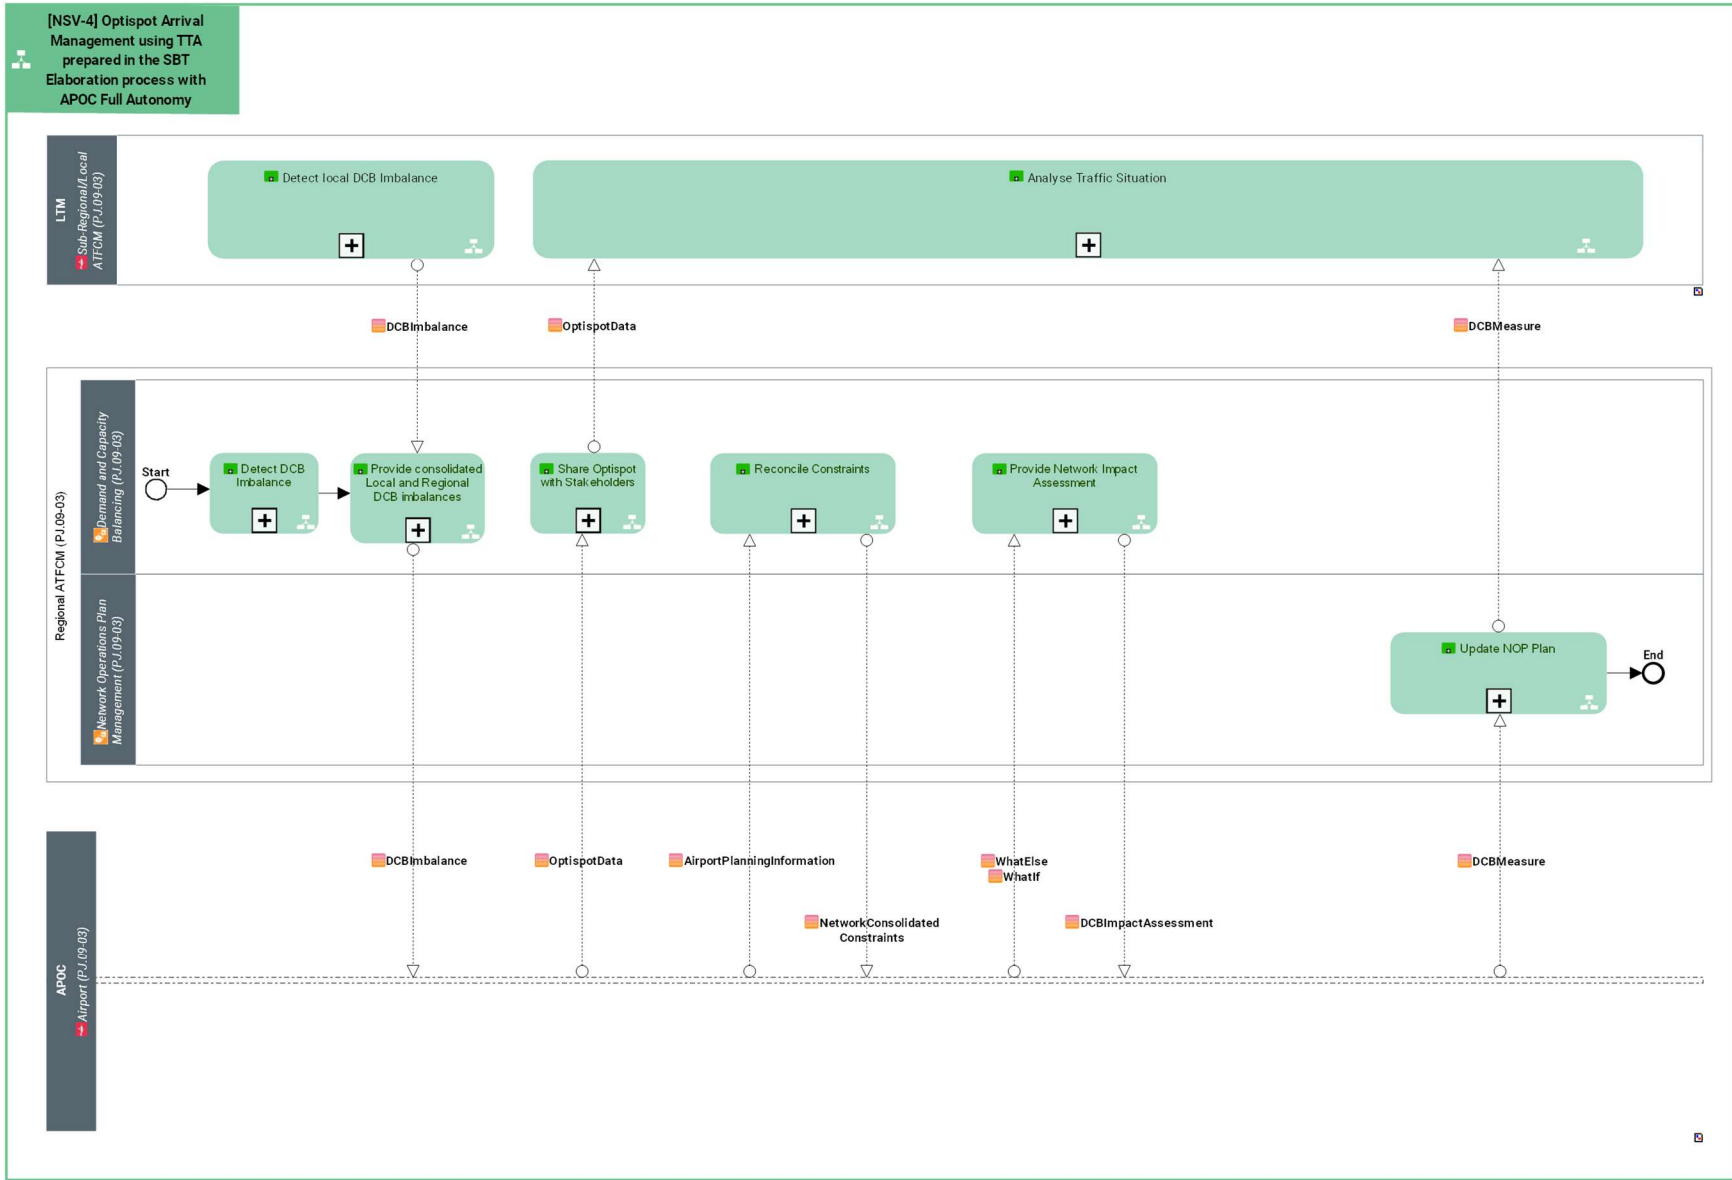 [NSV-4] Optispot Arrival
Management using TTA
prepared in the SBT
Elaboration process with
APOC Full Autonomy
LTM
Sub-Regional/Local
ATFCM (PJ.09-03)
Detect local DCB Imbalance
Analyse Traffic Situation
DCBImbalance
OptispotData
DCBMeasure
Regional ATFCM (PJ.09-03)
Demand and Capacity
Balancing (PJ.09-03)
Start
Detect DCB
Imbalance
Provide consolidated
Local and Regional
DCB imbalances
Share Optispot
with Stakeholders
Reconcile Constraints
Provide Network Impact
Assessment
Network Operations Plan
Management (PJ.09-03)
Update NOP Plan
End
APOC
Airport (PJ.09-03)
DCBImbalance
OptispotData
AirportPlanningInformation
WhatElse
WhatIf
DCBMeasure
NetworkConsolidated
Constraints
DCBImpactAssessment